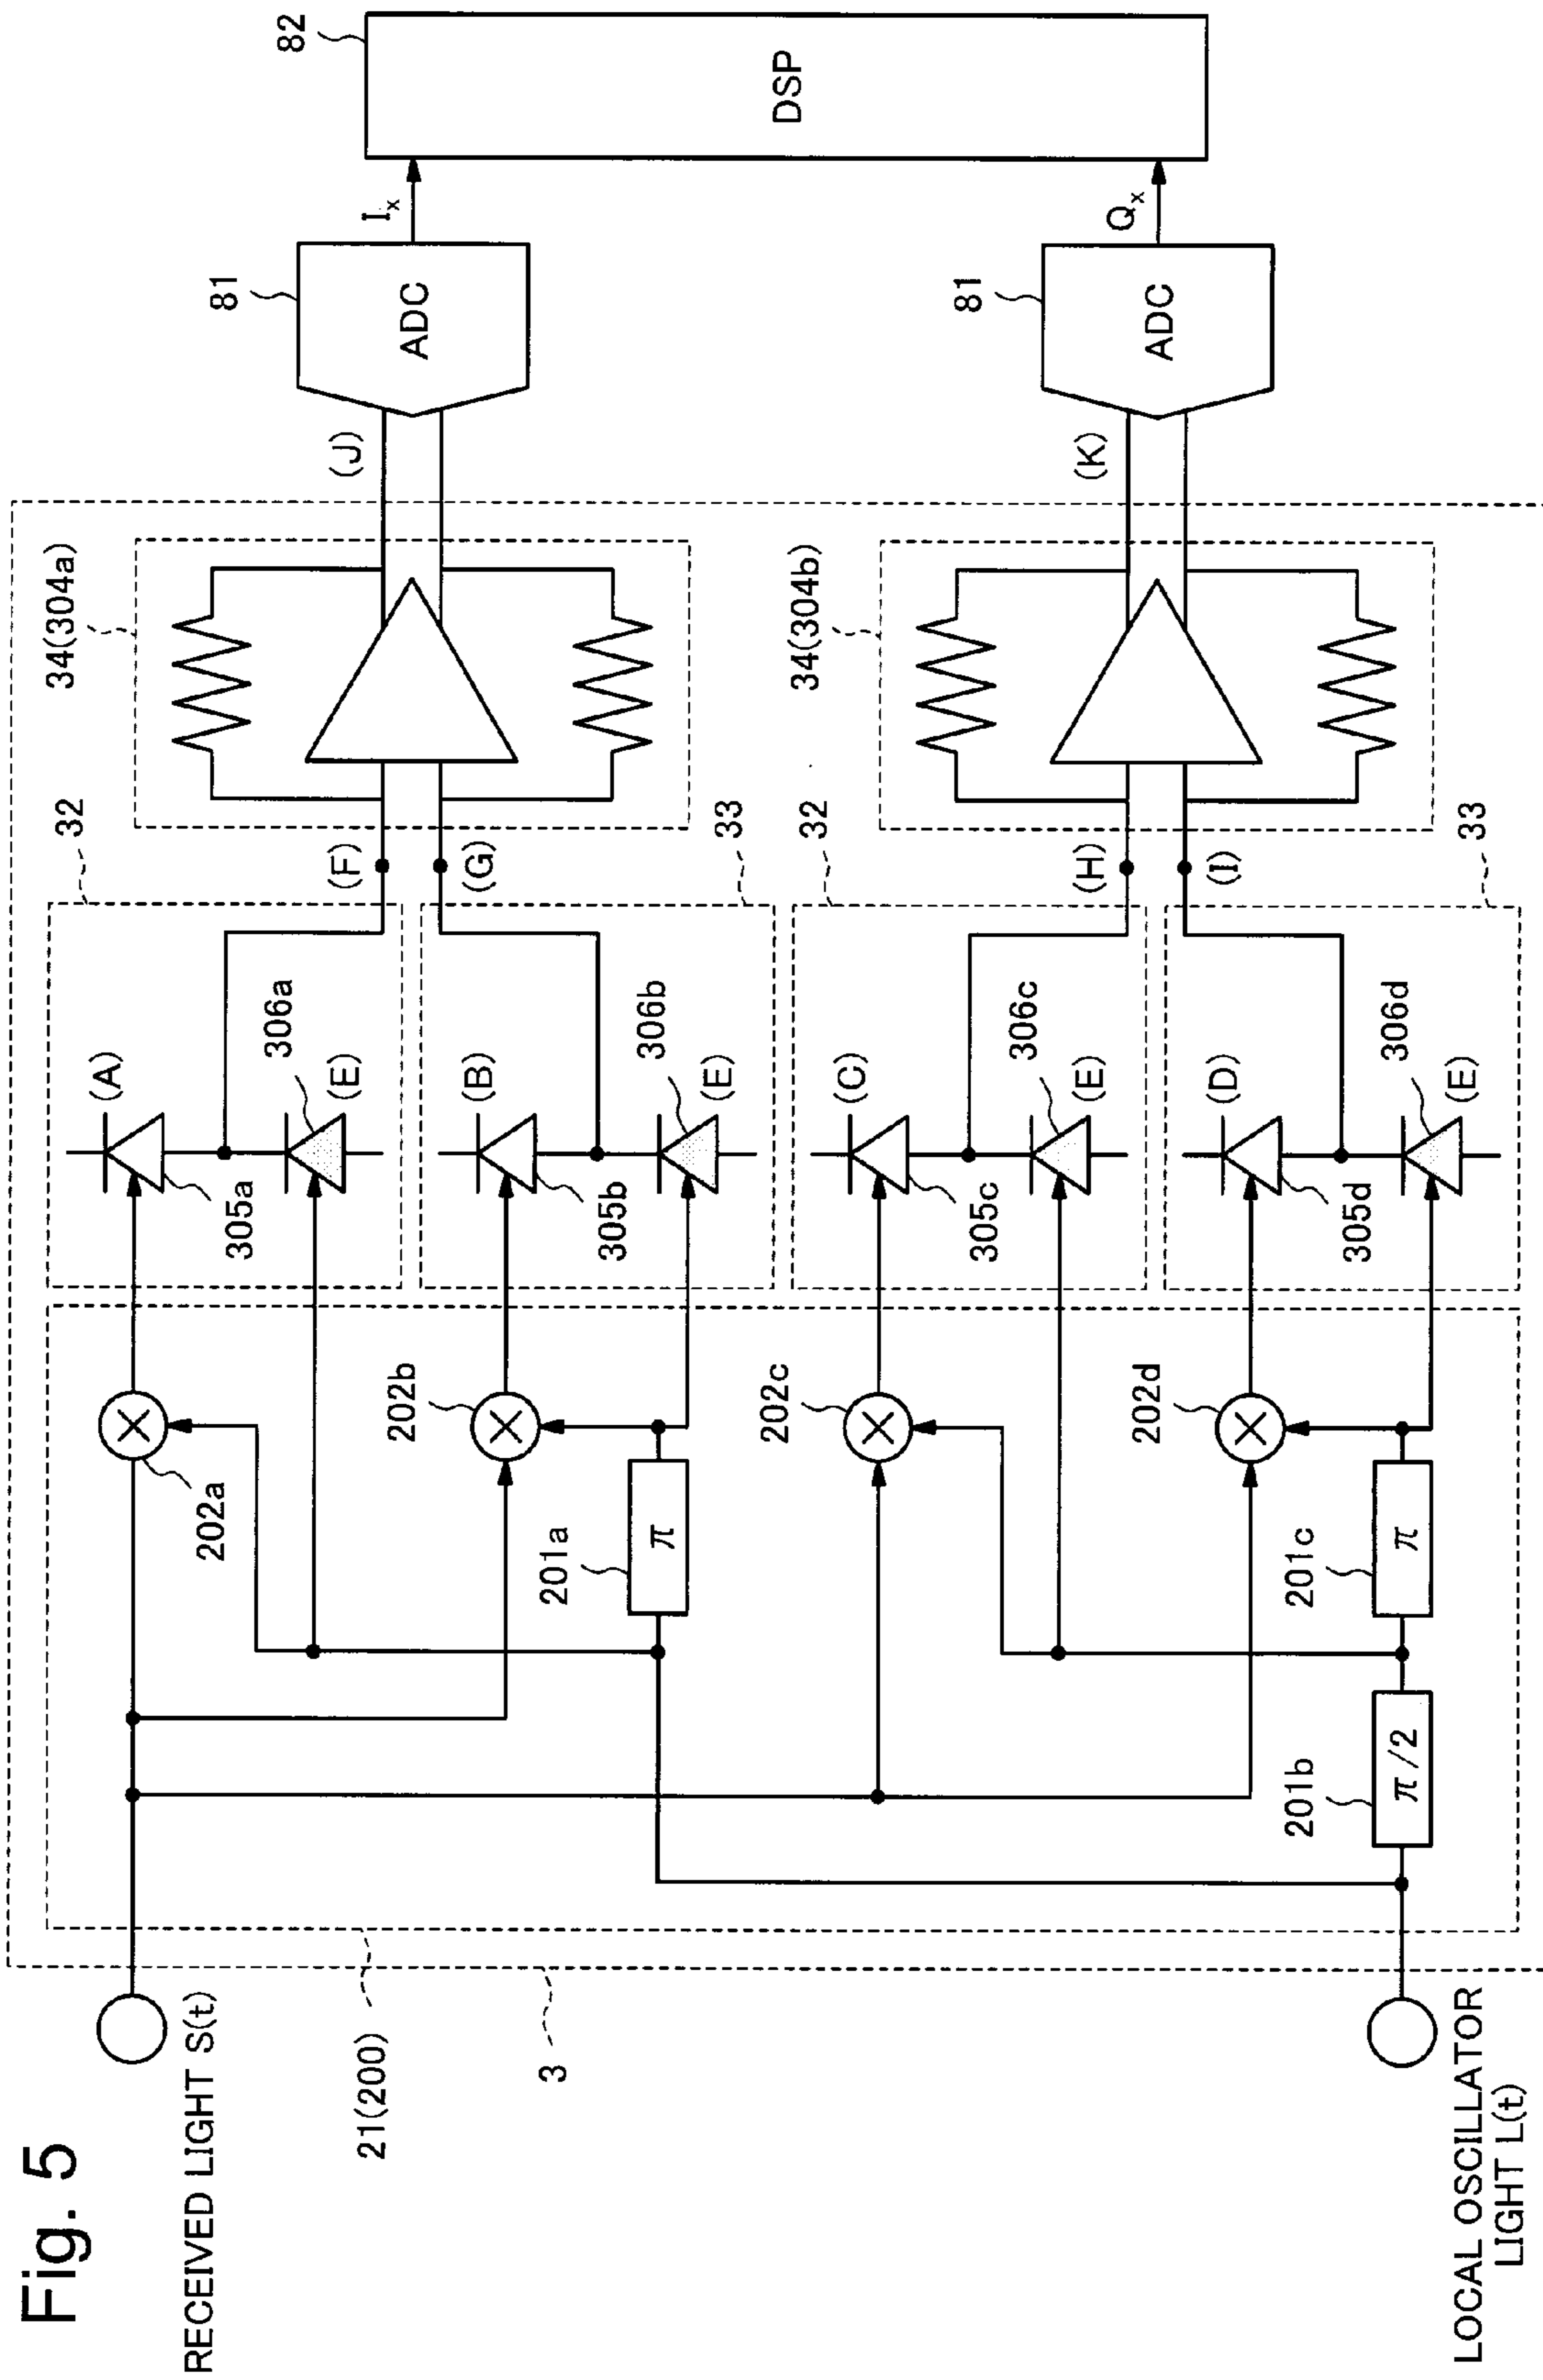 Fig. 5
RECEIVED LIGHT S(t)
LOCAL OSCILLATOR
LIGHT L(t)
21(200)
3
202a
202b
202c
202d
201a
π
201b
π/2
201c
π
32
(A)
305a
306a
(E)
33
(B)
305b
306b
(E)
32
(C)
305c
306c
(E)
33
(D)
305d
306d
(E)
(F)
(G)
(H)
(I)
34(304a)
34(304b)
(J)
(K)
81
ADC
81
ADC
Ix
Qx
82
DSP